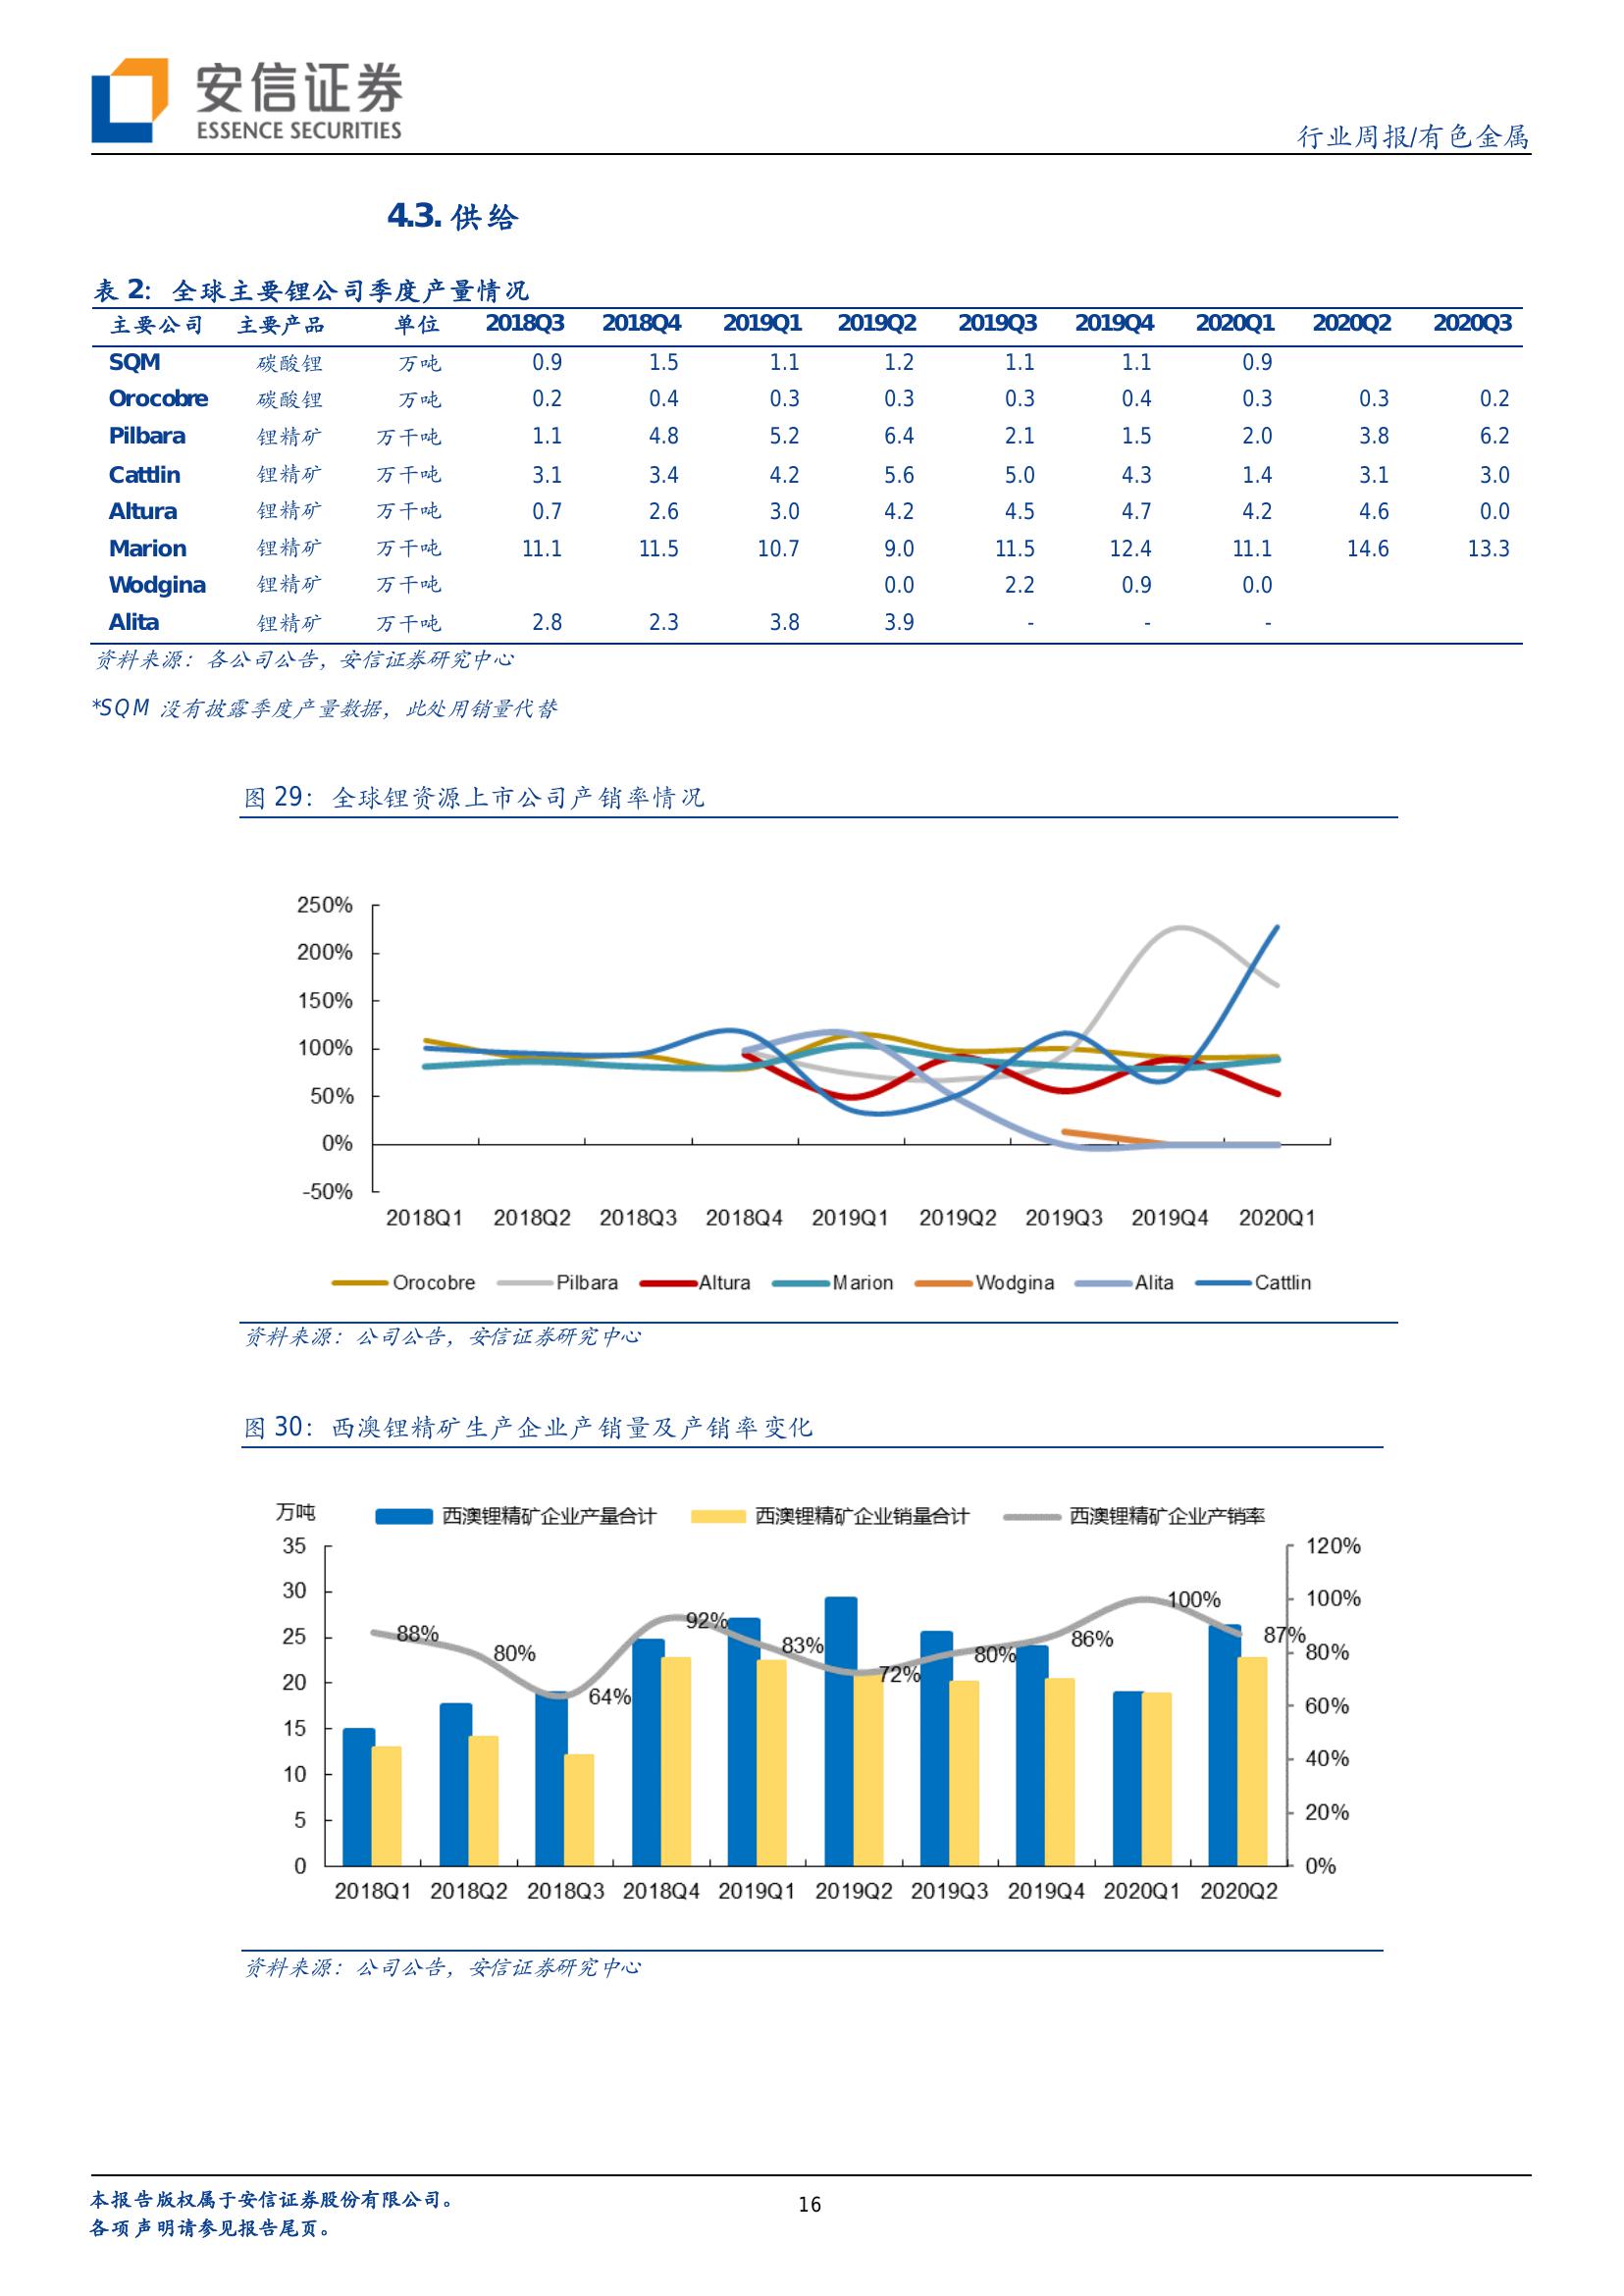 安信证券
ESSENCE SECURITIES
行业周报/有色金属
4.3. 供给
表 2：全球主要锂公司季度产量情况
主要公司 主要产品 单位 2018Q3 2018Q4 2019Q1 2019Q2 2019Q3 2019Q4 2020Q1 2020Q2 2020Q3
SQM 碳酸锂 万吨 0.9 1.5 1.1 1.2 1.1 1.1 0.9
Orocobre 碳酸锂 万吨 0.2 0.4 0.3 0.3 0.3 0.4 0.3 0.3 0.2
Pilbara 锂精矿 万干吨 1.1 4.8 5.2 6.4 2.1 1.5 2.0 3.8 6.2
Cattlin 锂精矿 万干吨 3.1 3.4 4.2 5.6 5.0 4.3 1.4 3.1 3.0
Altura 锂精矿 万干吨 0.7 2.6 3.0 4.2 4.5 4.7 4.2 4.6 0.0
Marion 锂精矿 万干吨 11.1 11.5 10.7 9.0 11.5 12.4 11.1 14.6 13.3
Wodgina 锂精矿 万干吨 0.0 2.2 0.9 0.0
Alita 锂精矿 万干吨 2.8 2.3 3.8 3.9 - - -
资料来源：各公司公告，安信证券研究中心
*SQM 没有披露季度产量数据，此处用销量代替
图 29：全球锂资源上市公司产销率情况
250%
200%
150%
100%
50%
0%
-50%
2018Q1 2018Q2 2018Q3 2018Q4 2019Q1 2019Q2 2019Q3 2019Q4 2020Q1
Orocobre Pilbara Altura Marion Wodgina Alita Cattlin
资料来源：公司公告，安信证券研究中心
图 30：西澳锂精矿生产企业产销量及产销率变化
万吨 西澳锂精矿企业产量合计 西澳锂精矿企业销量合计 西澳锂精矿企业产销率
35 120%
30 100%
25 80%
20 60%
15 40%
10 20%
5 0%
0
88% 80% 64% 92% 83% 72% 80% 86% 100% 87%
2018Q1 2018Q2 2018Q3 2018Q4 2019Q1 2019Q2 2019Q3 2019Q4 2020Q1 2020Q2
资料来源：公司公告，安信证券研究中心
本报告版权属于安信证券股份有限公司。
各项声明请参见报告尾页。
16